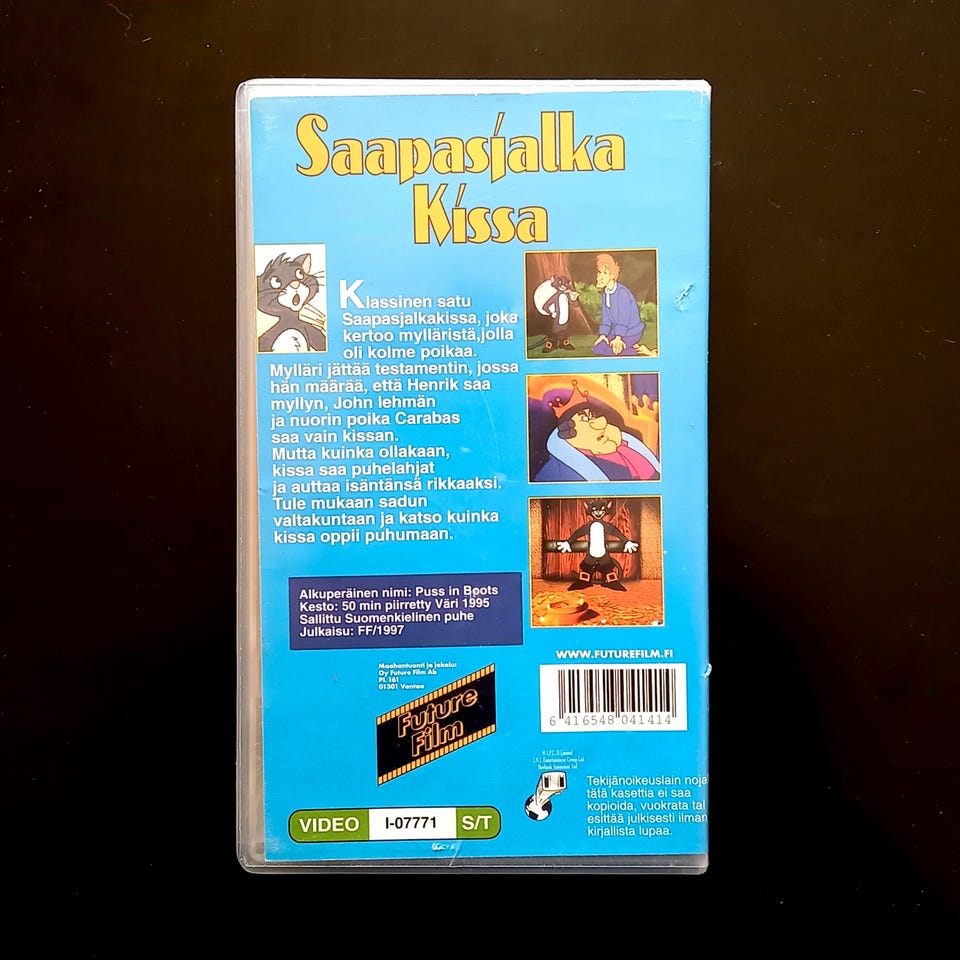 Saapasjalka
Kissa
Klassinen satu
Saapasjalkakissa, joka
kertoo mylläristä,jolla
oli kolme poikaa.
Mylläri jättää testamentin, jossa
hän määrää, että Henrik saa
myllyn, John lehmän
ja nuorin poika Carabas
saa vain kissan.
Mutta kuinka ollakaan,
kissa saa puhelahjat
ja auttaa isäntänsä rikkaaksi.
Tule mukaan sadun
valtakuntaan ja katso kuinka
kissa oppii puhumaan.
Alkuperäinen nimi: Puss in Boots
Kesto: 50 min piirretty Väri 1995
Sallittu Suomenkielinen puhe
Julkaisu: FF/1997
Maahantuonti ja jakelu:
Oy Future Film Ab
PL 161
01301 Vantaa
Future
Film
WWW.FUTUREFILM.FI
6 416548 041414
Tekijänoikeuslain noja
tätä kasettia ei saa
kopioida, vuokrata tai
esittää julkisesti ilman
kirjallista lupaa.
VIDEO I-07771 S/T